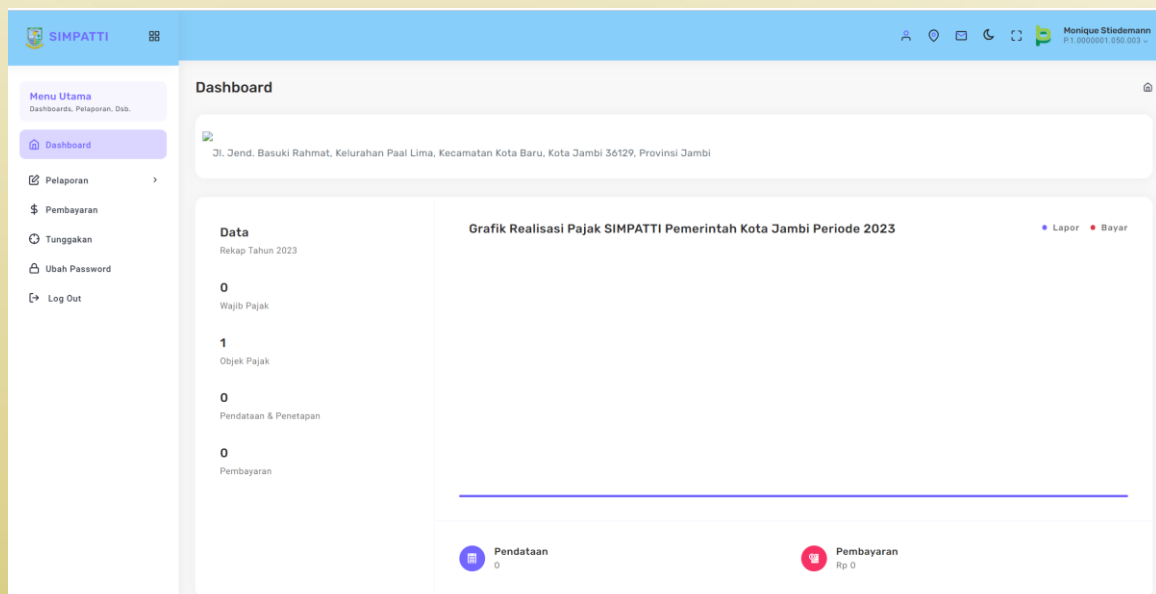 SIMPATTI
Monique Stiedemann
P.1.0000001.050.003
Menu Utama
Dashboards, Pelaporan, Dsb.
Dashboard
Pelaporan
Pembayaran
Tunggakan
Ubah Password
Log Out
Dashboard
Jl. Jend. Basuki Rahmat, Kelurahan Paal Lima, Kecamatan Kota Baru, Kota Jambi 36129, Provinsi Jambi
Data
Rekap Tahun 2023
0
Wajib Pajak
1
Objek Pajak
0
Pendataan & Penetapan
0
Pembayaran
Grafik Realisasi Pajak SIMPATTI Pemerintah Kota Jambi Periode 2023
Lapor Bayar
Pendataan
0
Pembayaran
Rp 0